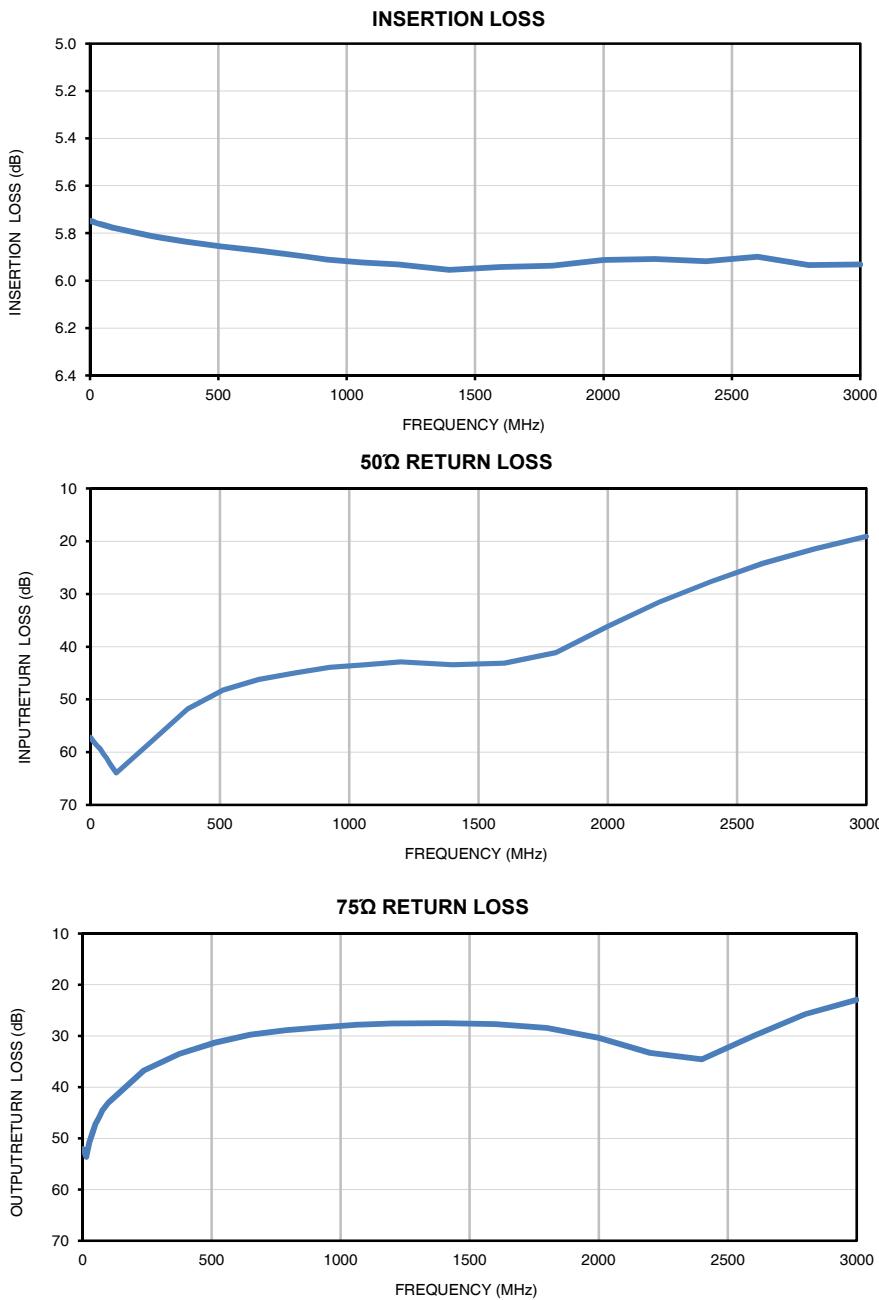 INSERTION LOSS
INSERTION LOSS (dB)
5.0
5.2
5.4
5.6
5.8
6.0
6.2
6.4
0 500 1000 1500 2000 2500 3000
FREQUENCY (MHz)
50Ω RETURN LOSS
INPUTRETURN LOSS (dB)
10
20
30
40
50
60
70
0 500 1000 1500 2000 2500 3000
FREQUENCY (MHz)
75Ω RETURN LOSS
OUTPUTRETURN LOSS (dB)
10
20
30
40
50
60
70
0 500 1000 1500 2000 2500 3000
FREQUENCY (MHz)